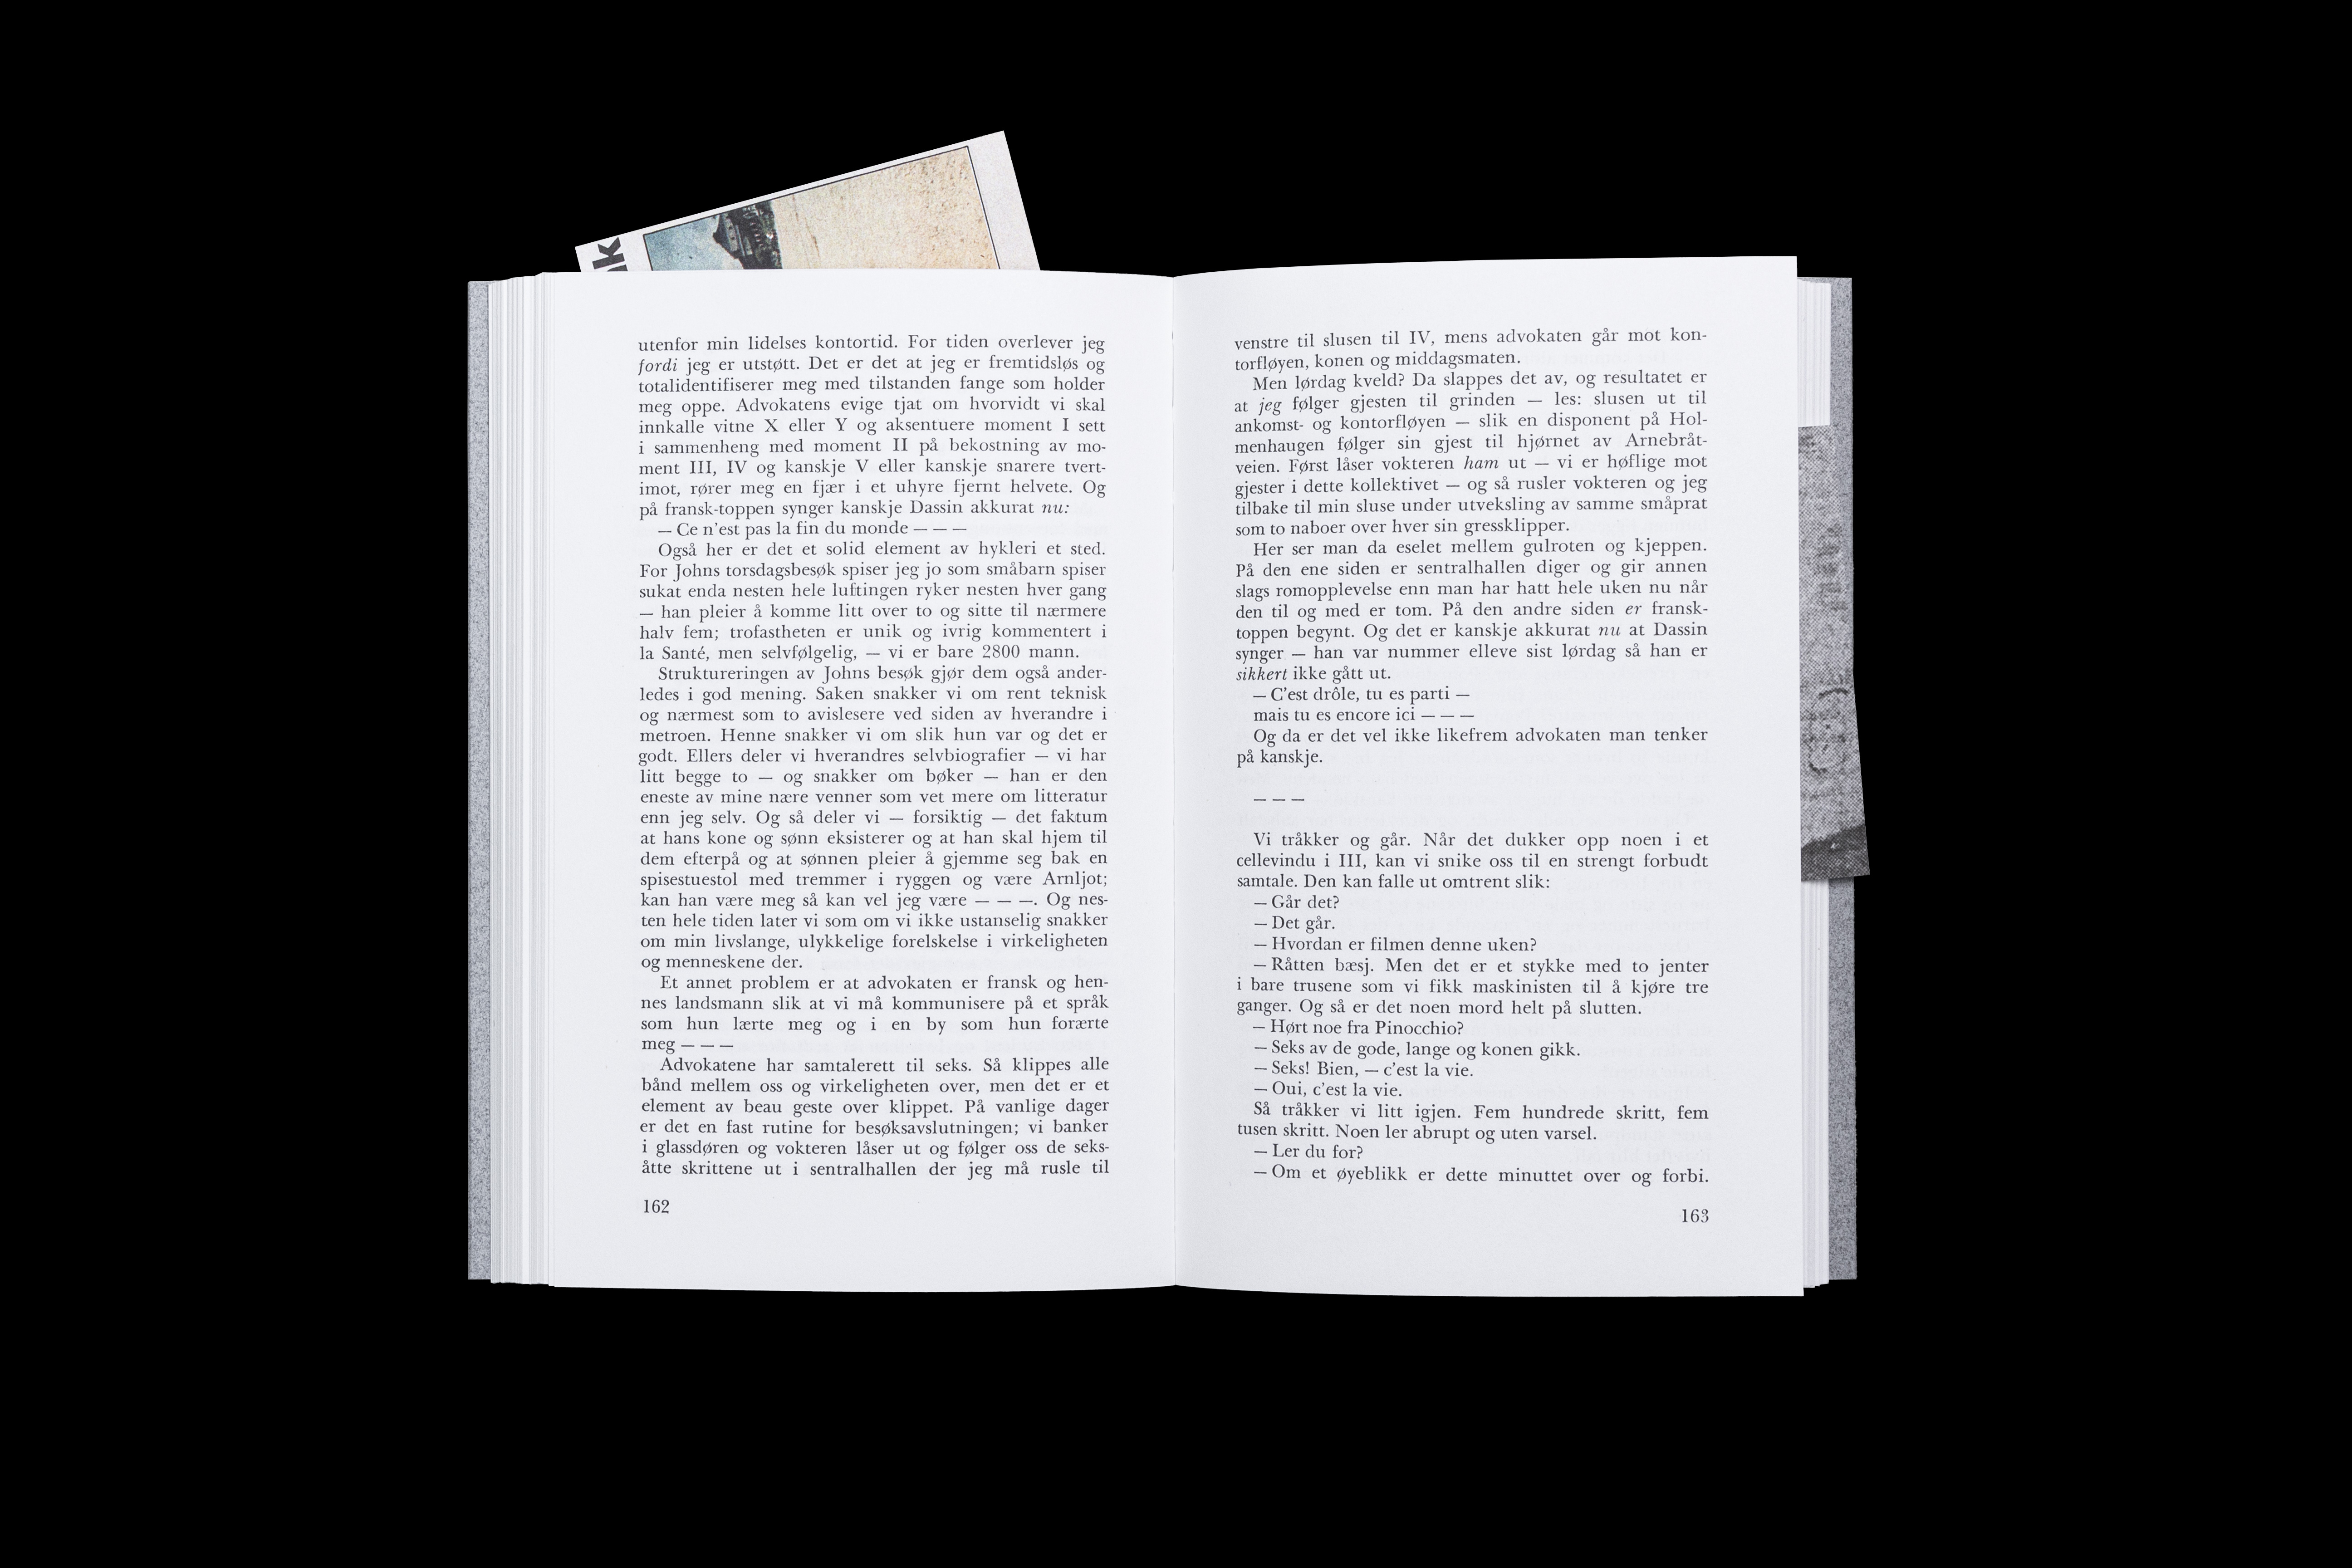 k
utenfor min lidelses kontortid. For tiden overlever jeg
fordi jeg er utstøtt. Det er det at jeg er fremtidsløs og
totalidentifiserer meg med tilstanden fange som holder
meg oppe. Advokatens evige tjat om hvorvidt vi skal
innkalle vitne X eller Y og aksentuere moment I sett
i sammenheng med moment II på bekostning av mo-
ment III, IV og kanskje V eller kanskje snarere tvert-
imot, rører meg en fjær i et uhyre fjernt helvete. Og
på fransk-toppen synger kanskje Dassin akkurat nu:
— Ce n'est pas la fin du monde — — —
Også her er det et solid element av hykleri et sted.
For Johns torsdagsbesøk spiser jeg jo som småbarn spiser
sukat enda nesten hele luftingen ryker nesten hver gang
— han pleier å komme litt over to og sitte til nærmere
halv fem; trofastheten er unik og ivrig kommentert i
la Santé, men selvfølgelig, — vi er bare 2800 mann.
Struktureringen av Johns besøk gjør dem også ander-
ledes i god mening. Saken snakker vi om rent teknisk
og nærmest som to avislesere ved siden av hverandre i
metroen. Henne snakker vi om slik hun var og det er
godt. Ellers deler vi hverandres selvbiografier — vi har
litt begge to — og snakker om bøker — han er den
eneste av mine nære venner som vet mere om litteratur
enn jeg selv. Og så deler vi — forsiktig — det faktum
at hans kone og sønn eksisterer og at han skal hjem til
dem efterpå og at sønnen pleier å gjemme seg bak en
spisestuestol med tremmer i ryggen og være Arnljot;
kan han være meg så kan vel jeg være — — —. Og nes-
ten hele tiden later vi som om vi ikke ustanselig snakker
om min livslange, ulykkelige forelskelse i virkeligheten
og menneskene der.
Et annet problem er at advokaten er fransk og hen-
nes landsmann slik at vi må kommunisere på et språk
som hun lærte meg og i en by som hun forærte
meg — — —
Advokatene har samtalerett til seks. Så klippes alle
bånd mellem oss og virkeligheten over, men det er et
element av beau geste over klippet. På vanlige dager
er det en fast rutine for besøksavslutningen; vi banker
i glassdøren og vokteren låser ut og følger oss de seks-
åtte skrittene ut i sentralhallen der jeg må rusle til
162
venstre til slusen til IV, mens advokaten går mot kon-
torfløyen, konen og middagsmaten.
Men lørdag kveld? Da slappes det av, og resultatet er
at jeg følger gjesten til grinden — les: slusen ut til
ankomst- og kontorfløyen — slik en disponent på Hol-
menhaugen følger sin gjest til hjørnet av Arnebråt-
veien. Først låser vokteren ham ut — vi er høflige mot
gjester i dette kollektivet — og så rusler vokteren og jeg
tilbake til min sluse under utveksling av samme småprat
som to naboer over hver sin gressklipper.
Her ser man da eselet mellem gulroten og kjeppen.
På den ene siden er sentralhallen diger og gir annen
slags romopplevelse enn man har hatt hele uken nu når
den til og med er tom. På den andre siden er fransk-
toppen begynt. Og det er kanskje akkurat nu at Dassin
synger — han var nummer elleve sist lørdag så han er
sikkert ikke gått ut.
— C'est drôle, tu es parti —
mais tu es encore ici — — —
Og da er det vel ikke likefrem advokaten man tenker
på kanskje.
— — —
Vi tråkker og går. Når det dukker opp noen i et
cellevindu i III, kan vi snike oss til en strengt forbudt
samtale. Den kan falle ut omtrent slik:
— Går det?
— Det går.
— Hvordan er filmen denne uken?
— Råtten bæsj. Men det er et stykke med to jenter
i bare trusene som vi fikk maskinisten til å kjøre tre
ganger. Og så er det noen mord helt på slutten.
— Hørt noe fra Pinocchio?
— Seks av de gode, lange og konen gikk.
— Seks! Bien, — c'est la vie.
— Oui, c'est la vie.
Så tråkker vi litt igjen. Fem hundrede skritt, fem
tusen skritt. Noen ler abrupt og uten varsel.
— Ler du for?
— Om et øyeblikk er dette minuttet over og forbi.
163